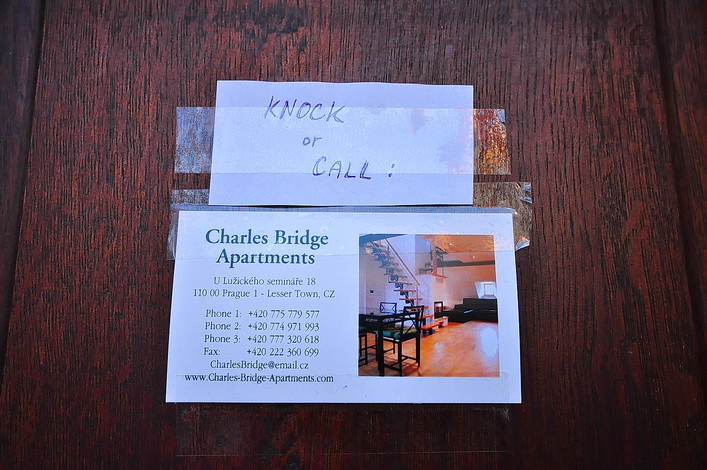 KNOCK
or
CALL:
Charles Bridge
Apartments
U Lužického semináře 18
110 00 Prague 1 - Lesser Town, CZ
Phone 1: +420 775 779 577
Phone 2: +420 774 971 993
Phone 3: +420 777 320 618
Fax: +420 222 360 699
CharlesBridge@email.cz
www.Charles-Bridge-Apartments.com